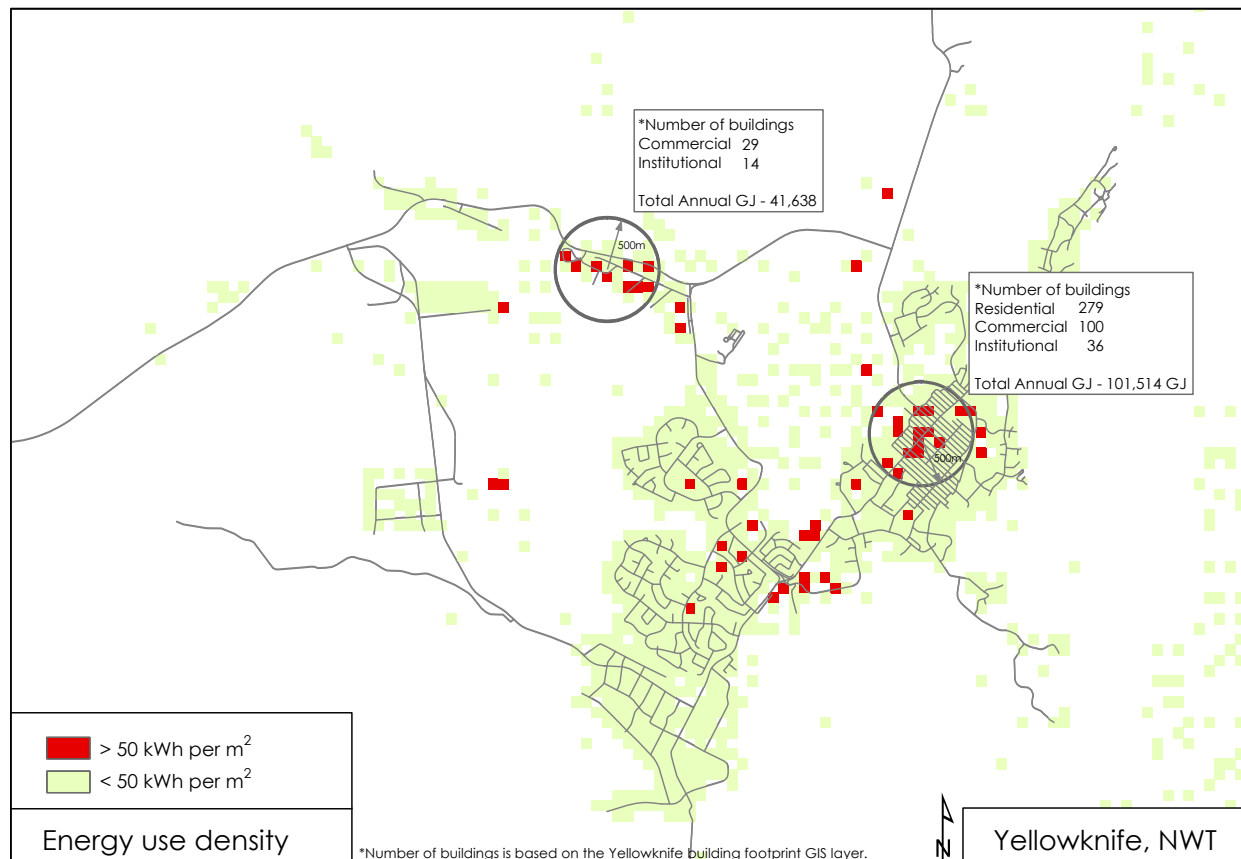 *Number of buildings
Commercial 29
Institutional 14
Total Annual GJ - 41,638
500m
*Number of buildings
Residential 279
Commercial 100
Institutional 36
Total Annual GJ - 101,514 GJ
500m
> 50 kWh per m²
< 50 kWh per m²
Energy use density
*Number of buildings is based on the Yellowknife building footprint GIS layer.
N
Yellowknife, NWT